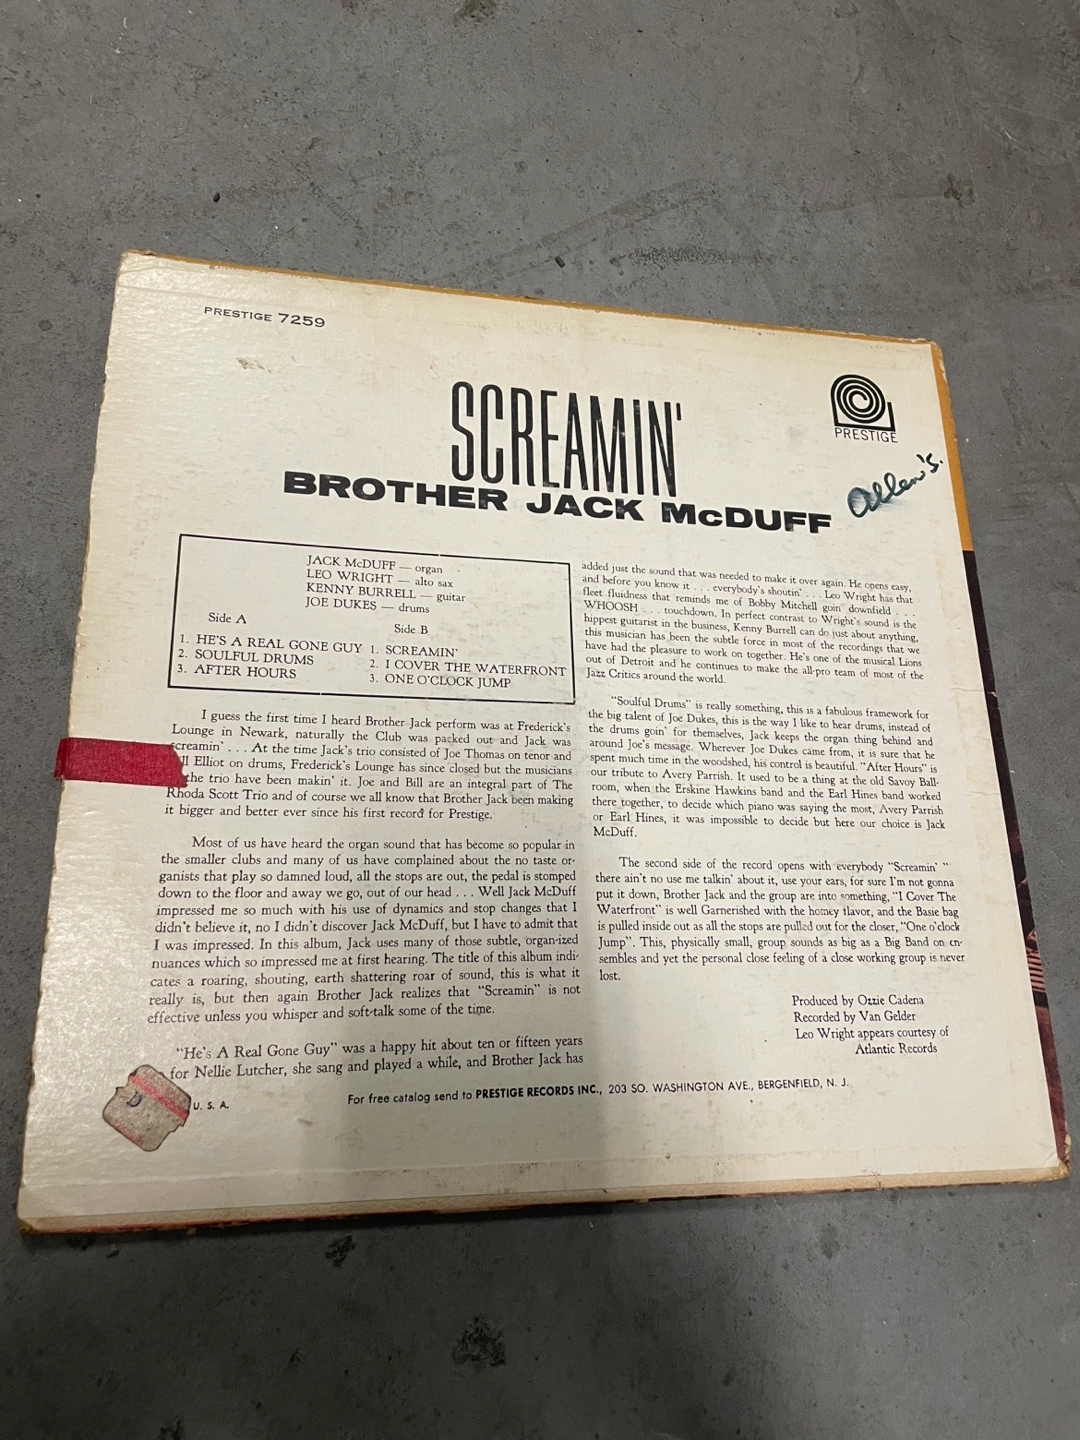 PRESTIGE 7259
PRESTIGE
SCREAMIN'
BROTHER JACK McDUFF
Allen's.
JACK McDUFF — organ
LEO WRIGHT — alto sax
KENNY BURRELL — guitar
JOE DUKES — drums
Side A
1. HE'S A REAL GONE GUY
2. SOULFUL DRUMS
3. AFTER HOURS
Side B
1. SCREAMIN'
2. I COVER THE WATERFRONT
3. ONE O'CLOCK JUMP
I guess the first time I heard Brother Jack perform was at Frederick's
Lounge in Newark, naturally the Club was packed out and Jack was
screamin' . . . At the time Jack's trio consisted of Joe Thomas on tenor and
Elliot on drums, Frederick's Lounge has since closed but the musicians
the trio have been makin' it. Joe and Bill are an integral part of The
Rhoda Scott Trio and of course we all know that Brother Jack been making
it bigger and better ever since his first record for Prestige.
Most of us have heard the organ sound that has become so popular in
the smaller clubs and many of us have complained about the no taste or-
ganists that play so damned loud, all the stops are out, the pedal is stomped
down to the floor and away we go, out of our head . . . Well Jack McDuff
impressed me so much with his use of dynamics and stop changes that I
didn't believe it, no I didn't discover Jack McDuff, but I have to admit that
I was impressed. In this album, Jack uses many of those subtle, organized
nuances which so impressed me at first hearing. The title of this album indi-
cates a roaring, shouting, earth shattering roar of sound, this is what it
really is, but then again Brother Jack realizes that "Screamin" is not
effective unless you whisper and soft-talk some of the time.
"He's A Real Gone Guy" was a happy hit about ten or fifteen years
for Nellie Lutcher, she sang and played a while, and Brother Jack has
added just the sound that was needed to make it over again. He opens easy,
and before you know it . . . everybody's shoutin' . . . Leo Wright has that
fleet fluidness that reminds me of Bobby Mitchell goin' downfield . . .
WHOOSH . . . touchdown. In perfect contrast to Wright's sound is the
hippest guitarist in the business, Kenny Burrell can do just about anything,
this musician has been the subtle force in most of the recordings that we
have had the pleasure to work on together. He's one of the musical Lions
out of Detroit and he continues to make the all-pro team of most of the
Jazz Critics around the world.
"Soulful Drums" is really something, this is a fabulous framework for
the big talent of Joe Dukes, this is the way I like to hear drums, instead of
the drums goin' for themselves, Jack keeps the organ thing behind and
around Joe's message. Wherever Joe Dukes came from, it is sure that he
spent much time in the woodshed, his control is beautiful. "After Hours" is
our tribute to Avery Parrish. It used to be a thing at the old Savoy Ball-
room, when the Erskine Hawkins band and the Earl Hines band worked
there together, to decide which piano was saying the most, Avery Parrish
or Earl Hines, it was impossible to decide but here our choice is Jack
McDuff.
The second side of the record opens with everybody "Screamin' "
there ain't no use me talkin' about it, use your ears, for sure I'm not gonna
put it down, Brother Jack and the group are into something, "I Cover The
Waterfront" is well Garnerished with the homey flavor, and the Basie bag
is pulled inside out as all the stops are pulled out for the closer, "One o'clock
Jump". This, physically small, group sounds as big as a Big Band on en-
sembles and yet the personal close feeling of a close working group is never
lost.
Produced by Ozzie Cadena
Recorded by Van Gelder
Leo Wright appears courtesy of
Atlantic Records
D
U. S. A.
For free catalog send to PRESTIGE RECORDS INC., 203 SO. WASHINGTON AVE., BERGENFIELD, N. J.